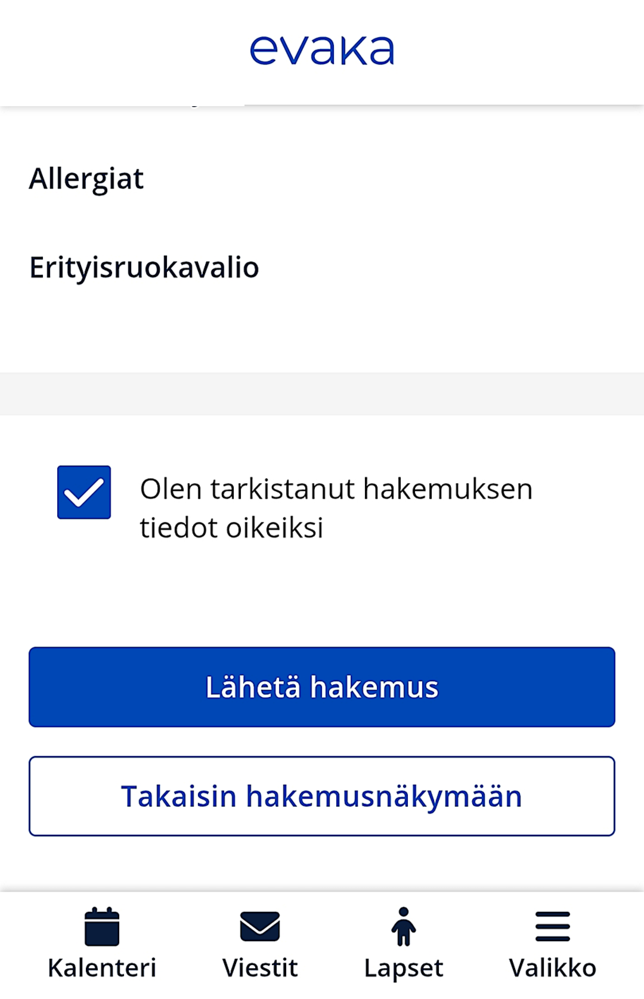 evaka
Allergiat
Erityisruokavalio
Olen tarkistanut hakemuksen
tiedot oikeiksi
Lähetä hakemus
Takaisin hakemusnäkymään
Kalenteri Viestit Lapset Valikko